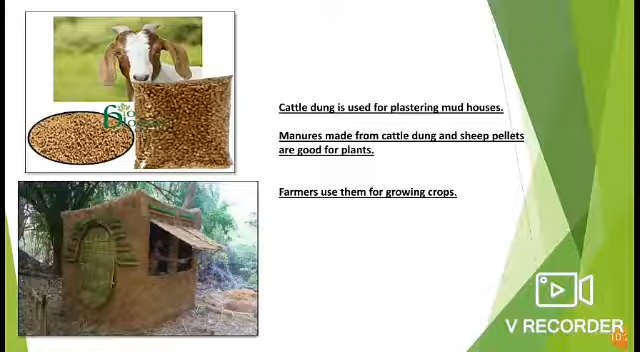 Cattle dung is used for plastering mud houses.
Manures made from cattle dung and sheep pellets
are good for plants.
Farmers use them for growing crops.
V RECORDER